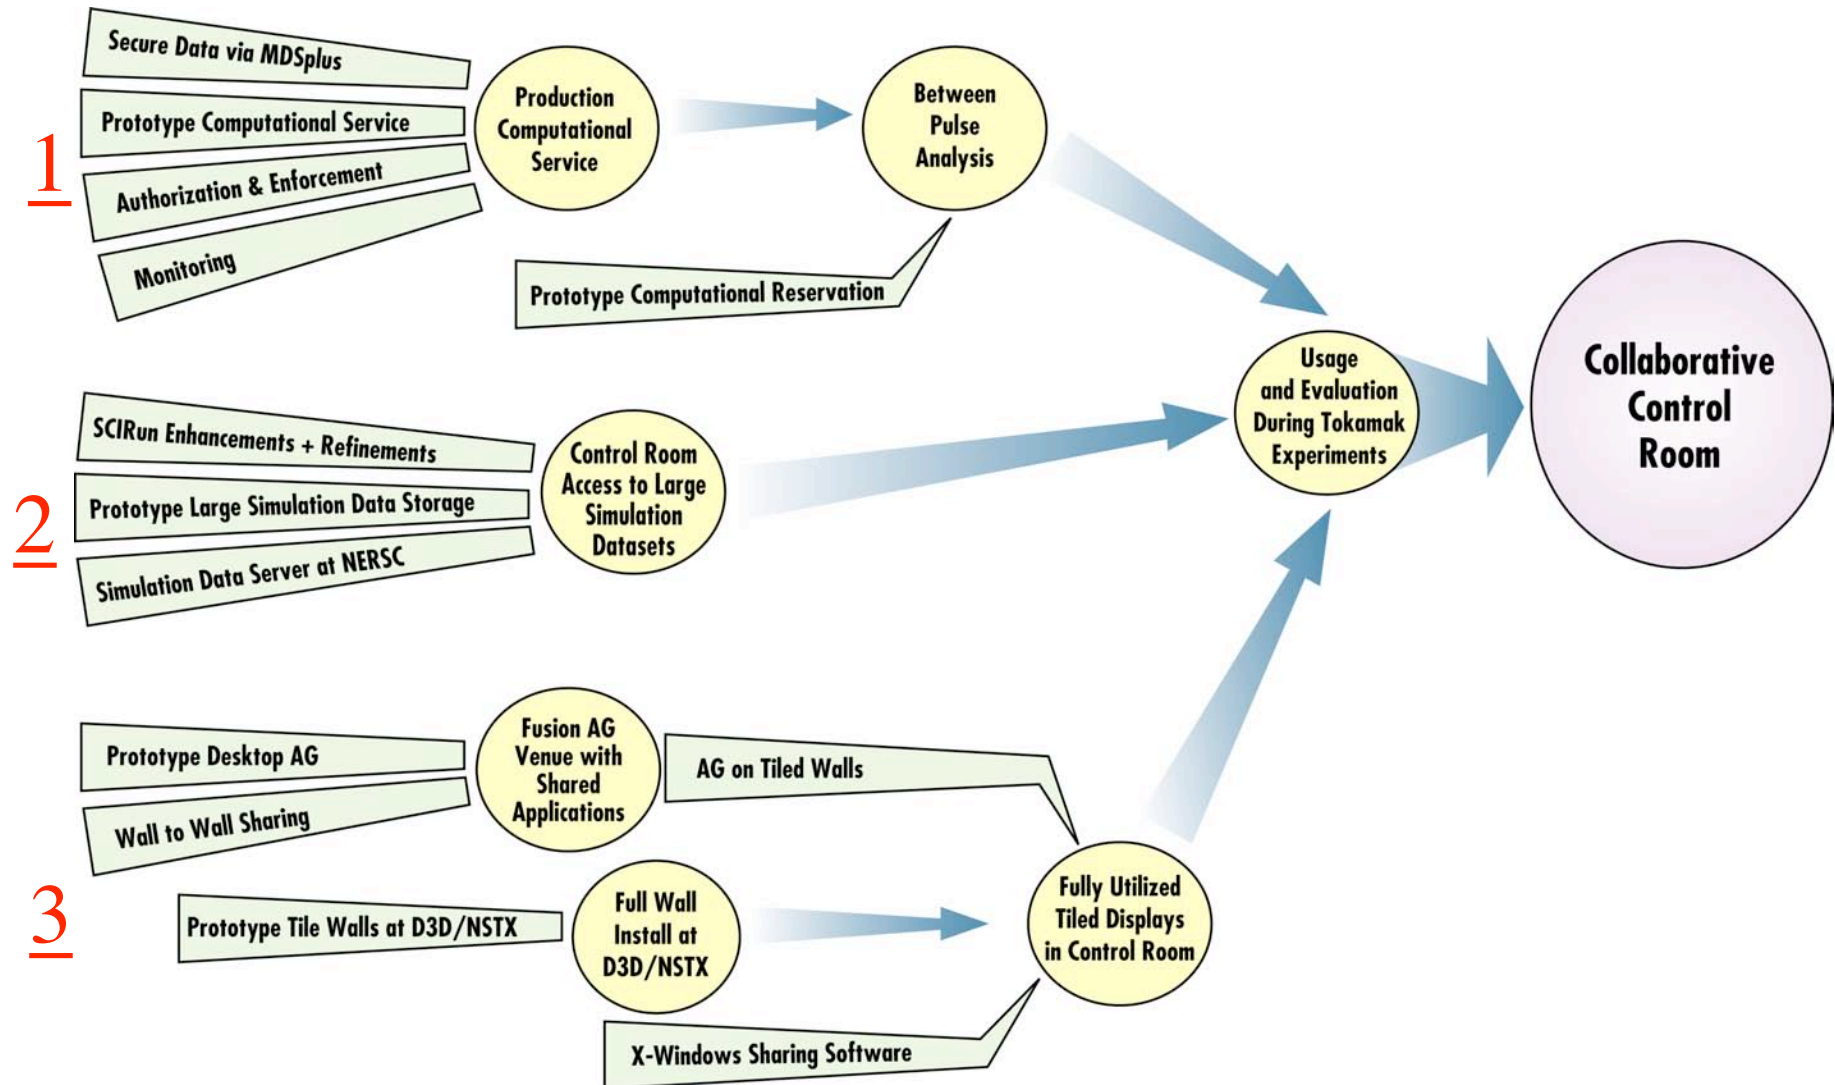 1
Secure Data via MDSplus
Prototype Computational Service
Authorization & Enforcement
Monitoring
Production
Computational
Service
Between
Pulse
Analysis
Prototype Computational Reservation
2
SCIRun Enhancements + Refinements
Prototype Large Simulation Data Storage
Simulation Data Server at NERSC
Control Room
Access to Large
Simulation
Datasets
Usage
and Evaluation
During Tokamak
Experiments
Collaborative
Control
Room
3
Prototype Desktop AG
Wall to Wall Sharing
Fusion AG
Venue with
Shared
Applications
AG on Tiled Walls
Prototype Tile Walls at D3D/NSTX
Full Wall
Install at
D3D/NSTX
Fully Utilized
Tiled Displays
in Control Room
X-Windows Sharing Software